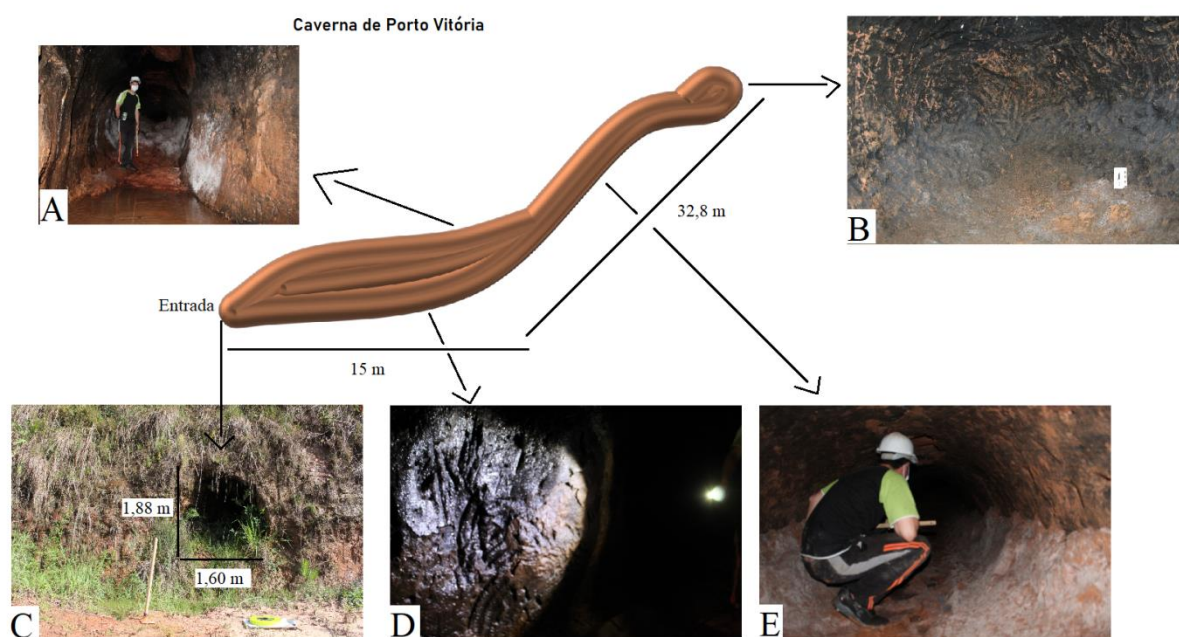 Caverna de Porto Vitória
A
B
32,8 m
Entrada
15 m
1,88 m
1,60 m
C
D
E